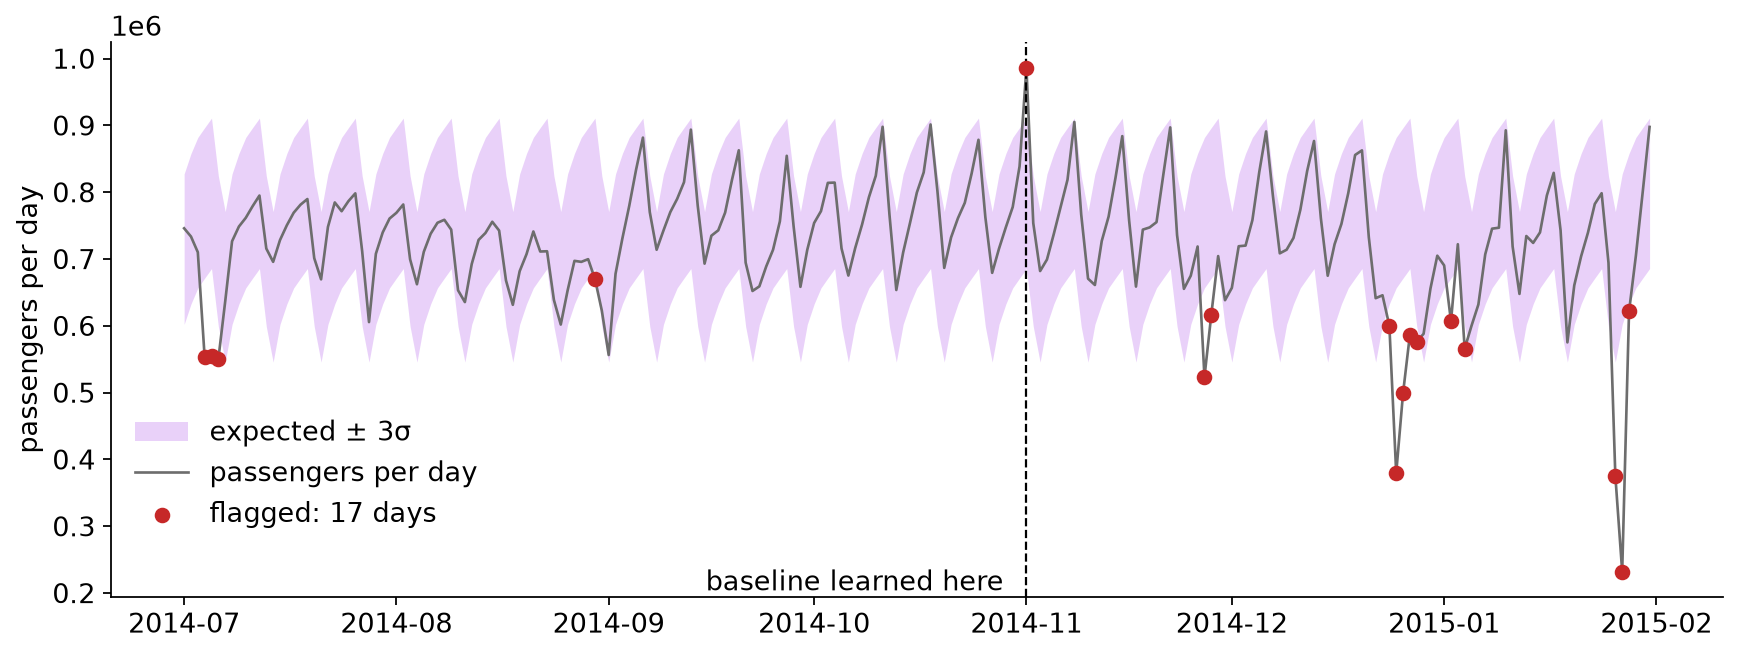 1e6
1.0
0.9
0.8
0.7
0.6
0.5
0.4
0.3
0.2
passengers per day
expected ± 3σ
passengers per day
flagged: 17 days
baseline learned here
2014-07 2014-08 2014-09 2014-10 2014-11 2014-12 2015-01 2015-02